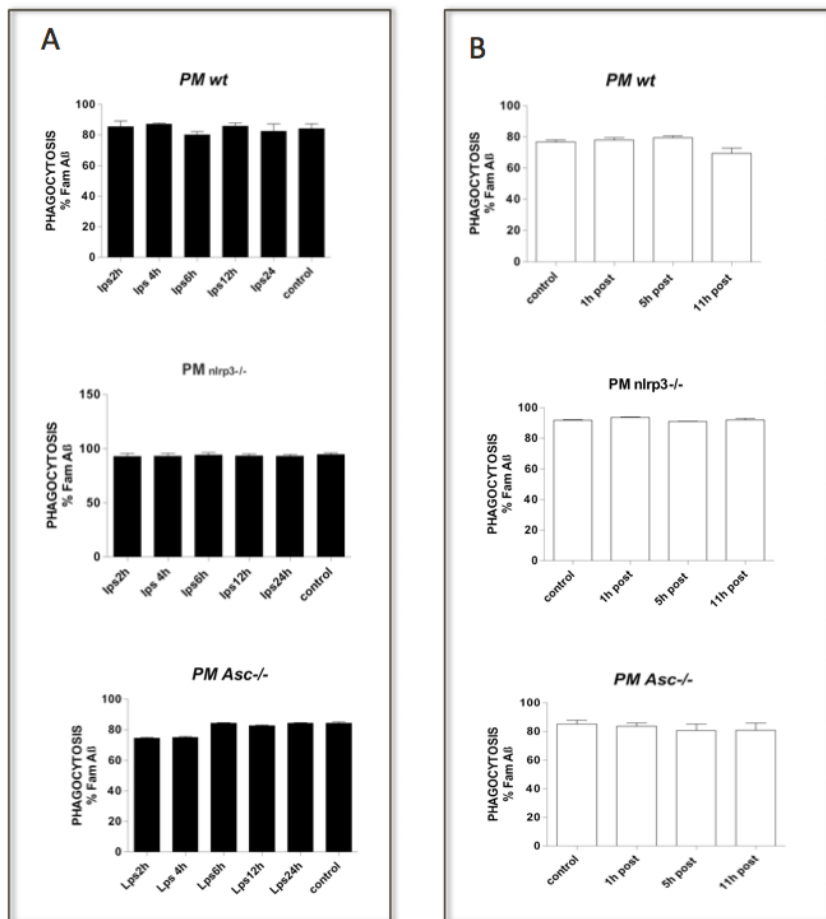 A
PM wt
PHAGOCYTOSIS
% Fam Aß
100
80
60
40
20
0
lps2h
lps 4h
lps6h
lps12h
lps24
control
PM nlrp3-/-
PHAGOCYTOSIS
% Fam Aß
150
100
50
0
lps2h
lps 4h
lps6h
lps12h
lps24h
control
PM Asc-/-
PHAGOCYTOSIS
% Fam Aß
100
80
60
40
20
0
Lps2h
Lps 4h
Lps6h
Lps12h
Lps24h
control
B
PM wt
PHAGOCYTOSIS
% Fam Aß
100
80
60
40
20
0
control
1h post
5h post
11h post
PM nlrp3-/-
PHAGOCYTOSIS
% Fam Aß
100
80
60
40
20
0
control
1h post
5h post
11h post
PM Asc-/-
PHAGOCYTOSIS
% Fam Aß
100
80
60
40
20
0
control
1h post
5h post
11h post